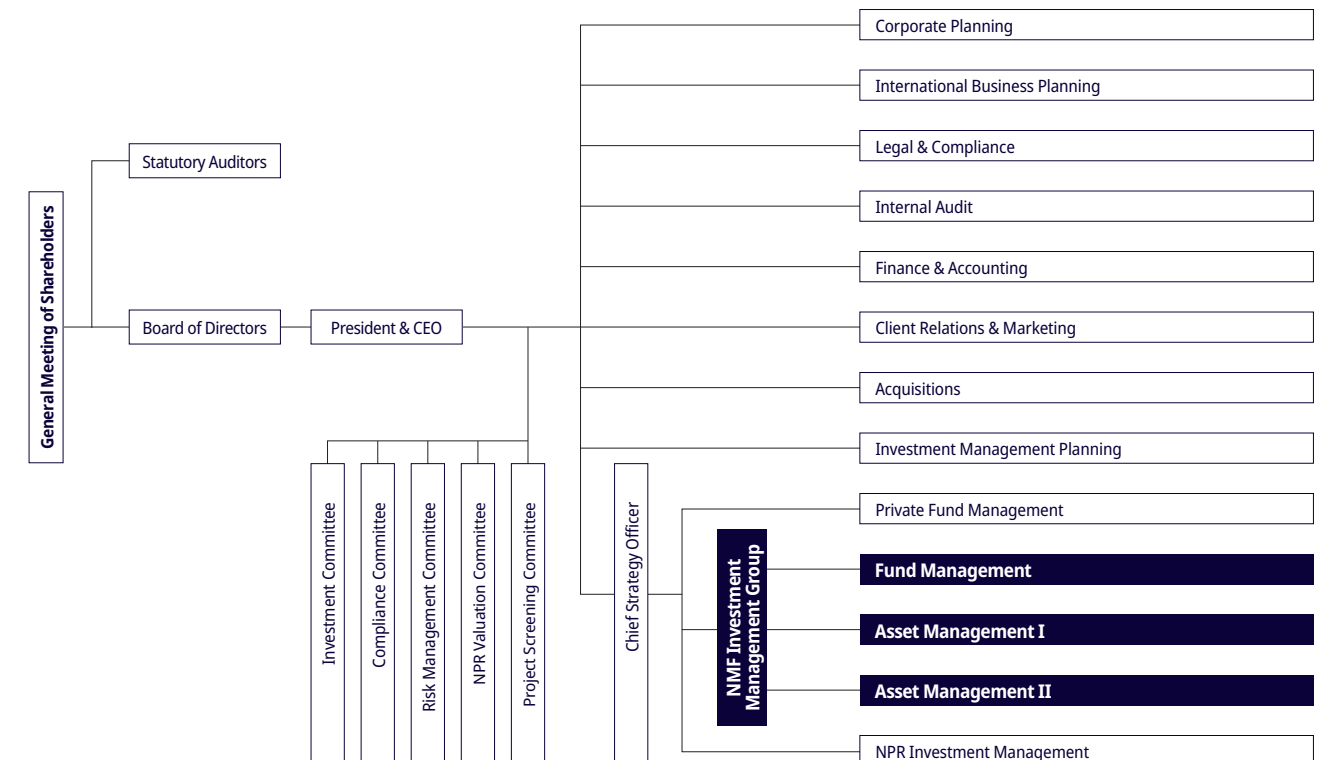 General Meeting of Shareholders
Statutory Auditors
Board of Directors
President & CEO
Investment Committee
Compliance Committee
Risk Management Committee
NPR Valuation Committee
Project Screening Committee
Chief Strategy Officer
NMF Investment
Management Group
Corporate Planning
International Business Planning
Legal & Compliance
Internal Audit
Finance & Accounting
Client Relations & Marketing
Acquisitions
Investment Management Planning
Private Fund Management
Fund Management
Asset Management I
Asset Management II
NPR Investment Management